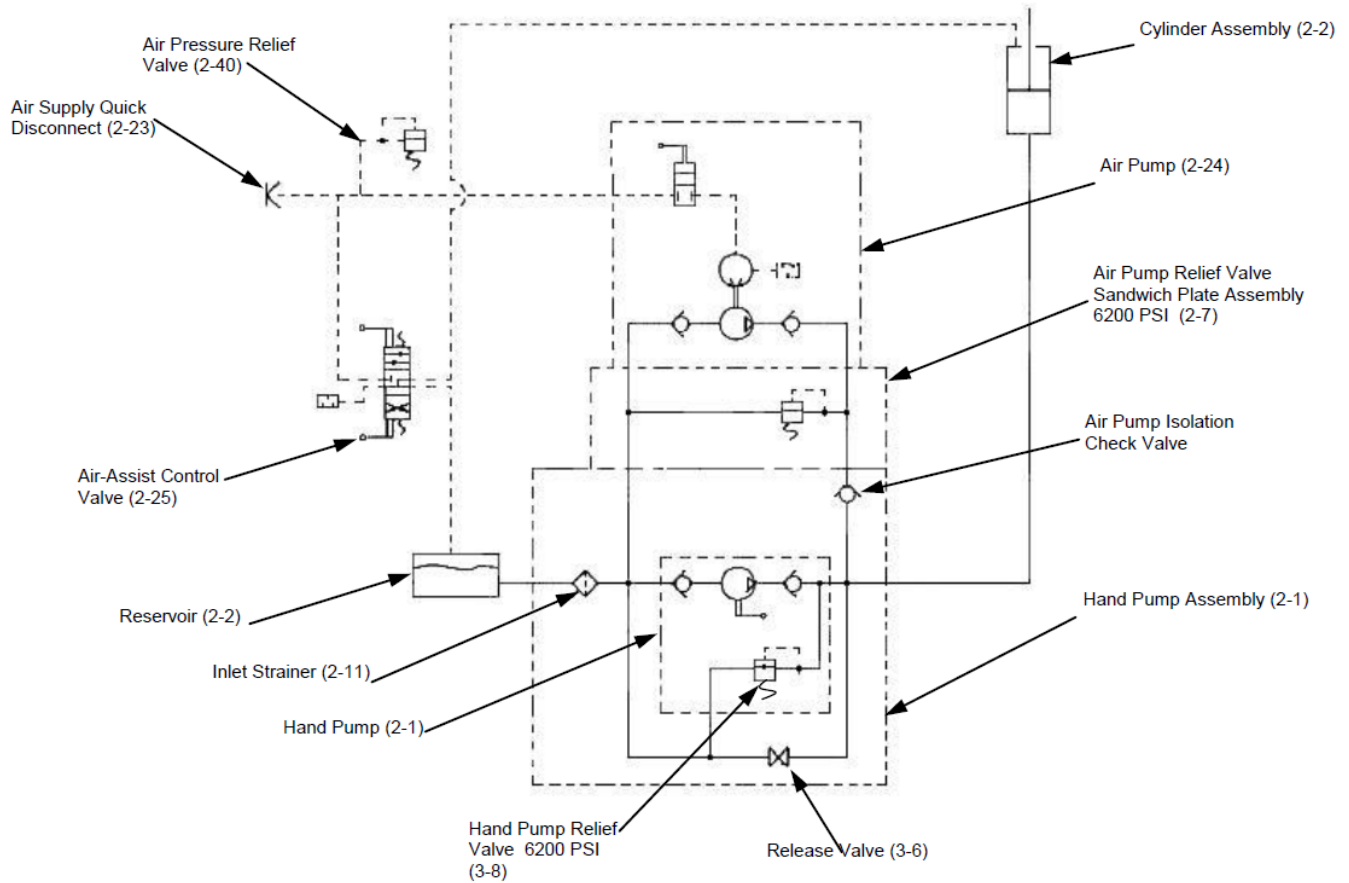 Cylinder Assembly (2-2)
Air Pressure Relief
Valve (2-40)
Air Supply Quick
Disconnect (2-23)
Air Pump (2-24)
Air Pump Relief Valve
Sandwich Plate Assembly
6200 PSI (2-7)
Air Pump Isolation
Check Valve
Air-Assist Control
Valve (2-25)
Reservoir (2-2)
Hand Pump Assembly (2-1)
Inlet Strainer (2-11)
Hand Pump (2-1)
Hand Pump Relief
Valve 6200 PSI
(3-8)
Release Valve (3-6)